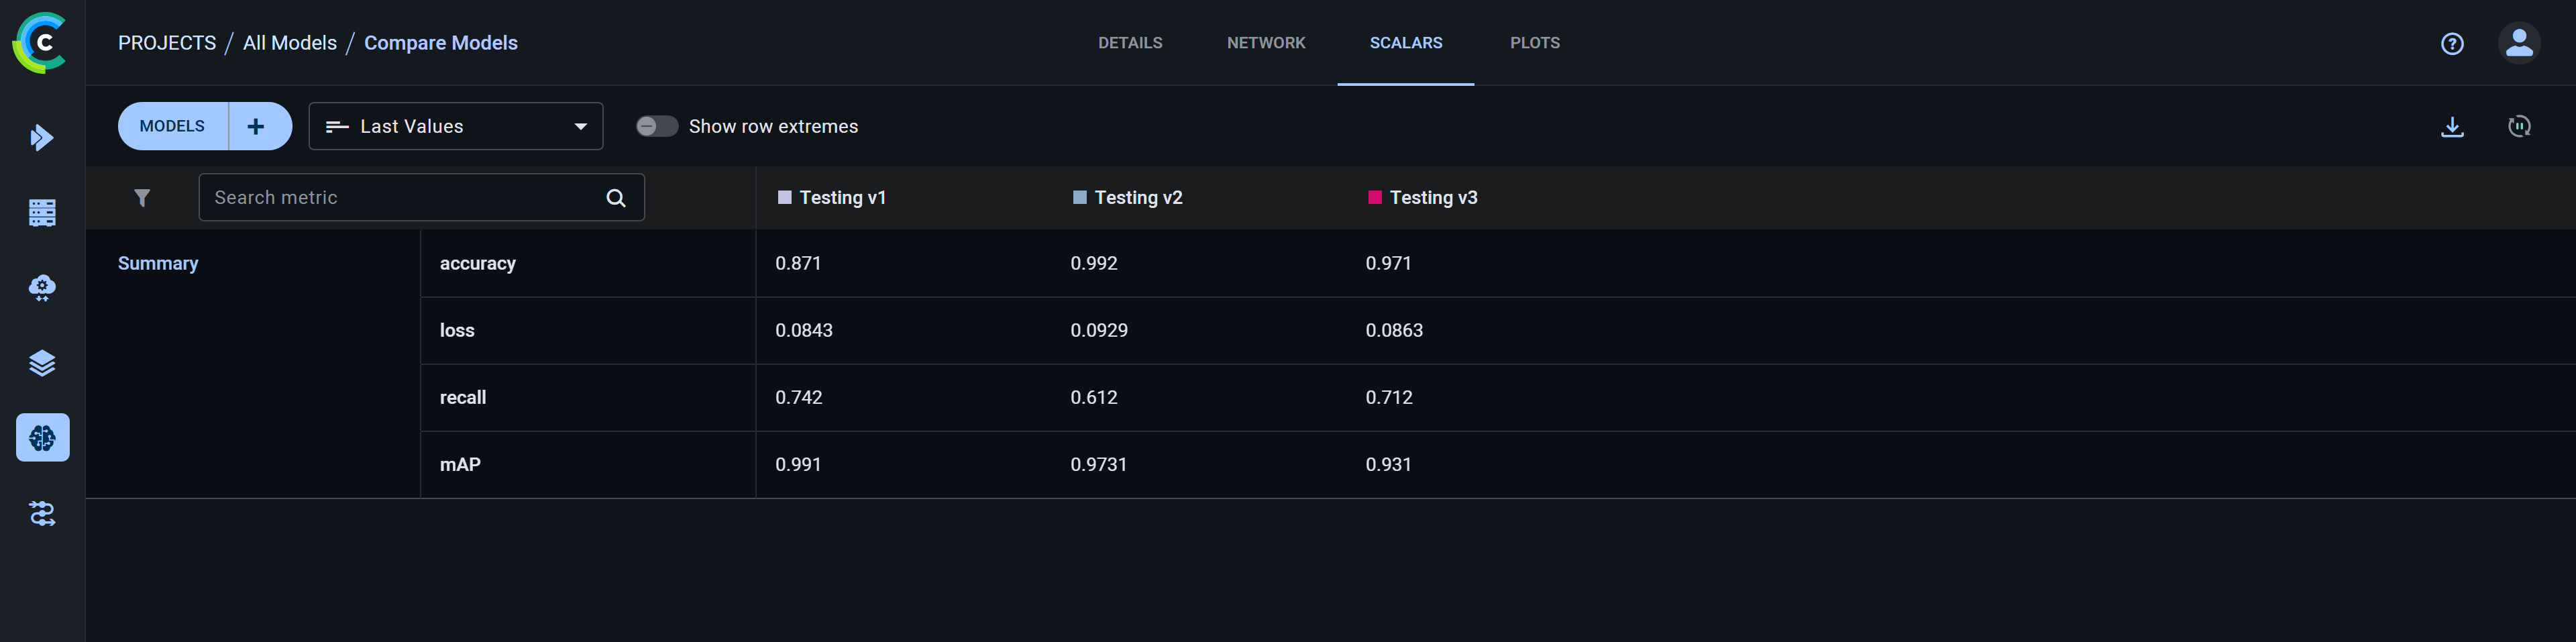 PROJECTS / All Models / Compare Models
DETAILS NETWORK SCALARS PLOTS
MODELS + Last Values Show row extremes
Search metric Testing v1 Testing v2 Testing v3
Summary accuracy 0.871 0.992 0.971
loss 0.0843 0.0929 0.0863
recall 0.742 0.612 0.712
mAP 0.991 0.9731 0.931